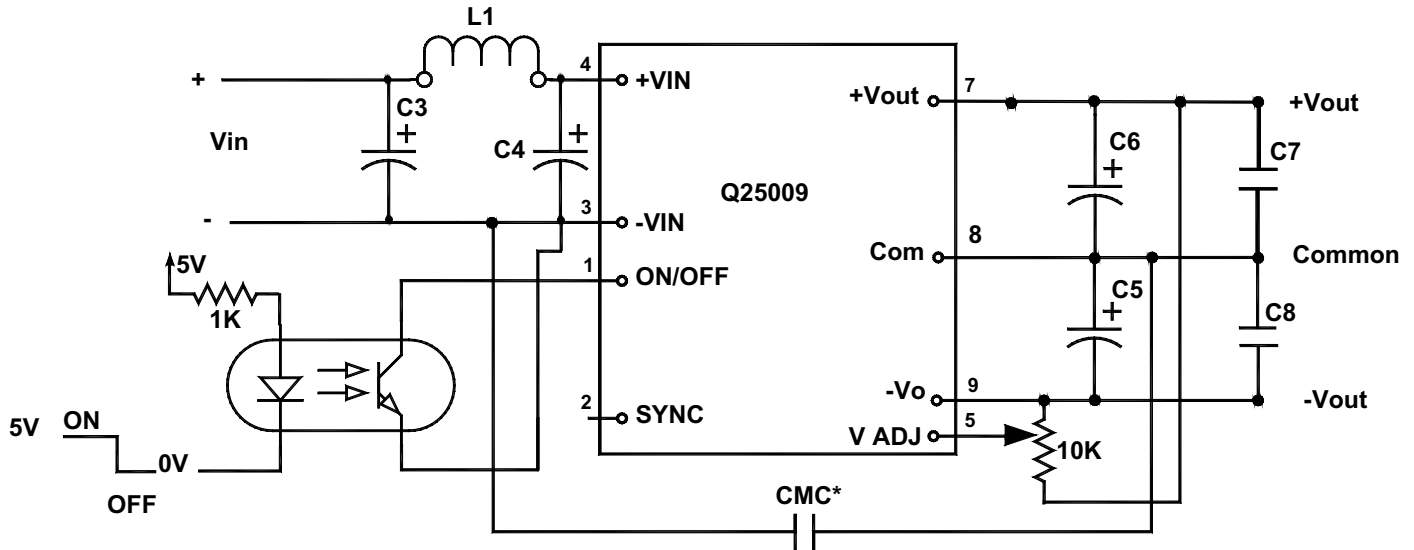 L1
+
4
+VIN
+Vout
7
+Vout
C3
+
C4
+
C6
+
C7
Vin
Q25009
-
3
-VIN
Com
8
Common
5V
1
ON/OFF
C5
+
C8
1K
-Vo
9
-Vout
2
SYNC
5V
ON
V ADJ
5
10K
0V
OFF
CMC*